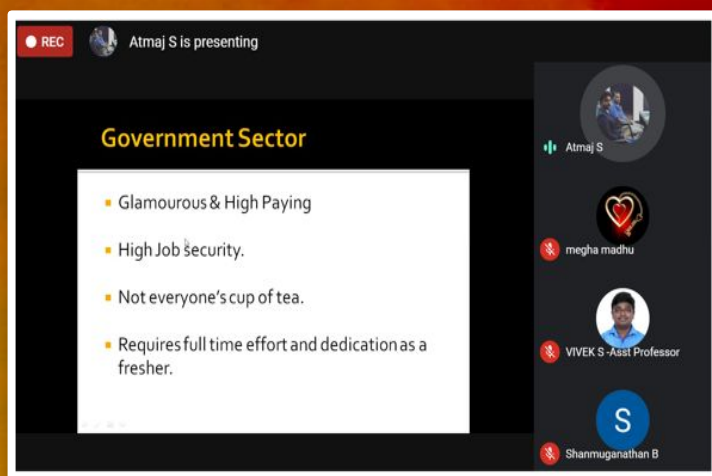 REC
Atmaj S is presenting
Government Sector
Glamourous & High Paying
High Job security.
Not everyone's cup of tea.
Requires full time effort and dedication as a
fresher.
Atmaj S
megha madhu
VIVEK S -Asst Professor
S
Shanmuganathan B